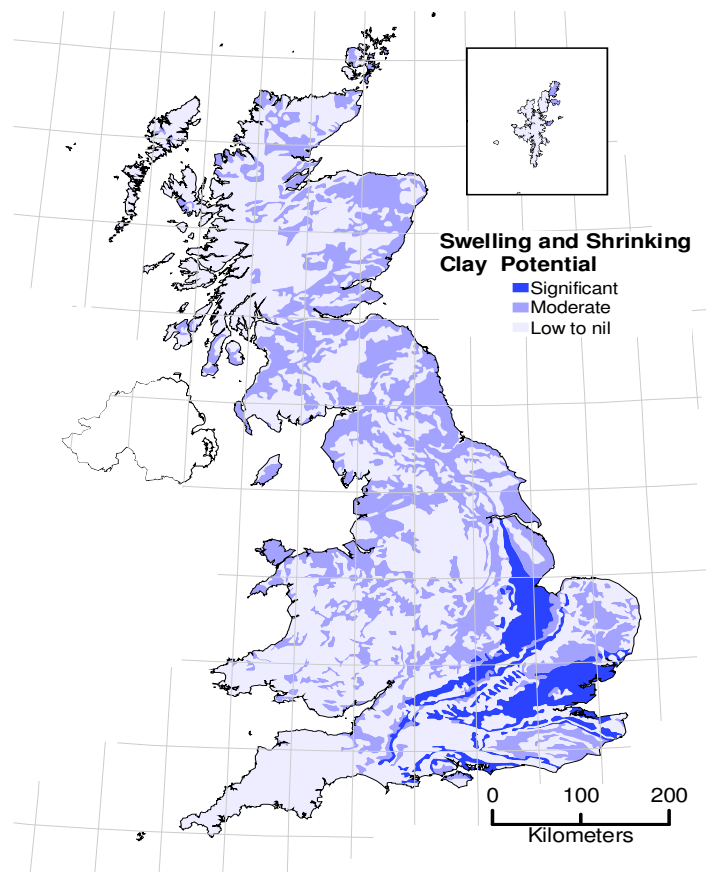 Swelling and Shrinking
Clay Potential
Significant
Moderate
Low to nil
0 100 200
Kilometers